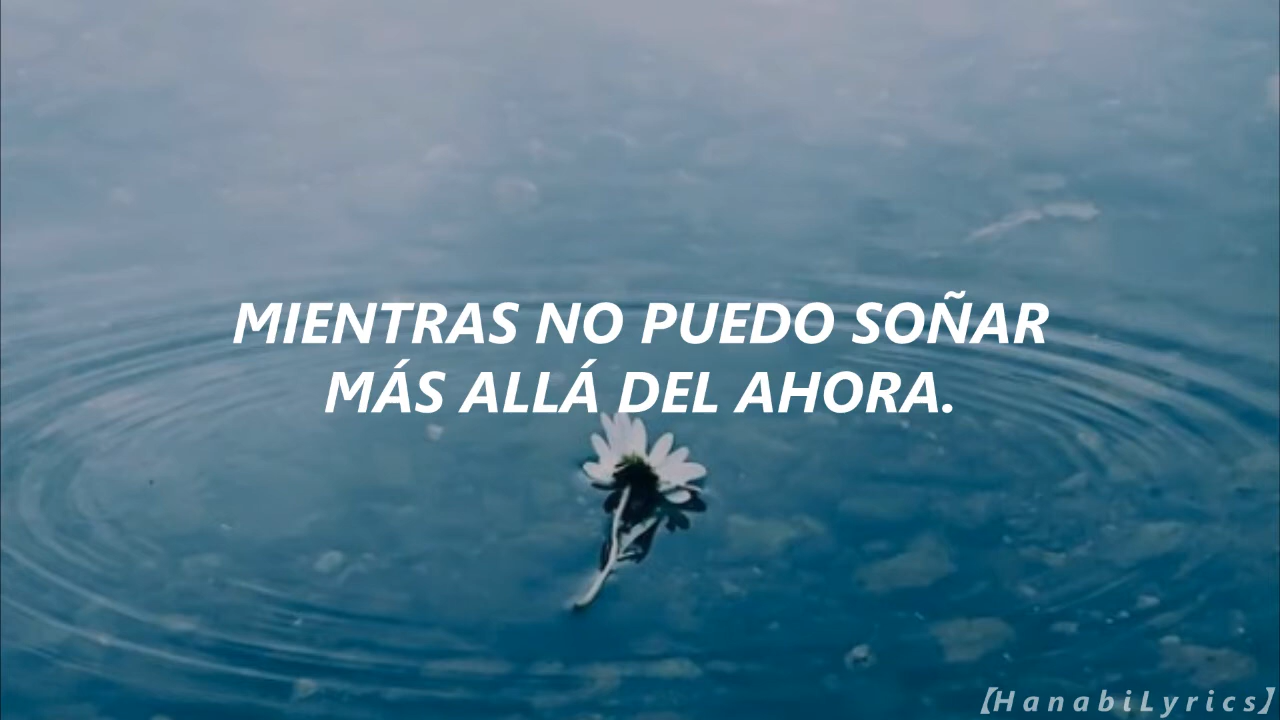 MIENTRAS NO PUEDO SOÑAR
MÁS ALLÁ DEL AHORA.
【HanabiLyrics】